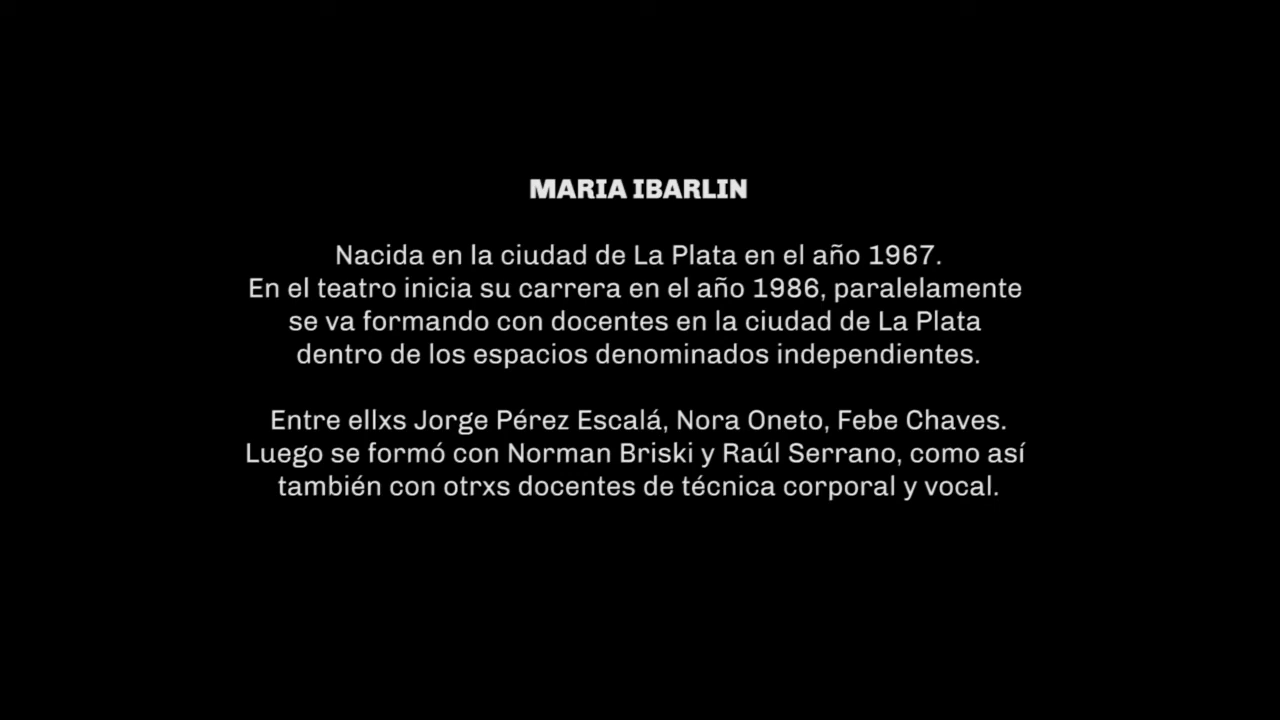 MARIA IBARLIN
Nacida en la ciudad de La Plata en el año 1967.
En el teatro inicia su carrera en el año 1986, paralelamente
se va formando con docentes en la ciudad de La Plata
dentro de los espacios denominados independientes.
Entre ellxs Jorge Pérez Escalá, Nora Oneto, Febe Chaves.
Luego se formó con Norman Briski y Raúl Serrano, como así
también con otrxs docentes de técnica corporal y vocal.